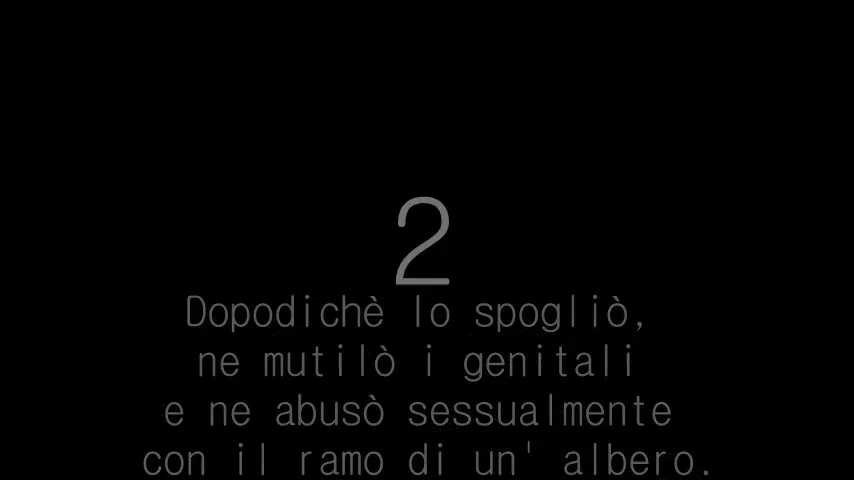 2
Dopodichè lo spogliò,
ne mutilò i genitali
e ne abusò sessualmente
con il ramo di un' albero.